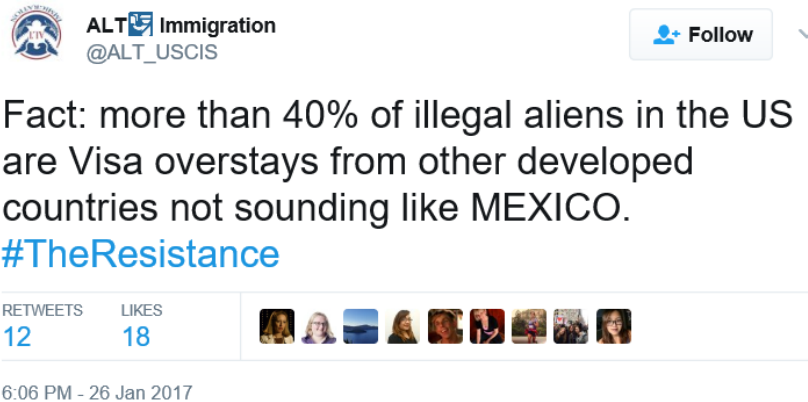 ALT🛂 Immigration
@ALT_USCIS
Follow
Fact: more than 40% of illegal aliens in the US
are Visa overstays from other developed
countries not sounding like MEXICO.
#TheResistance
RETWEETS LIKES
12 18
6:06 PM - 26 Jan 2017